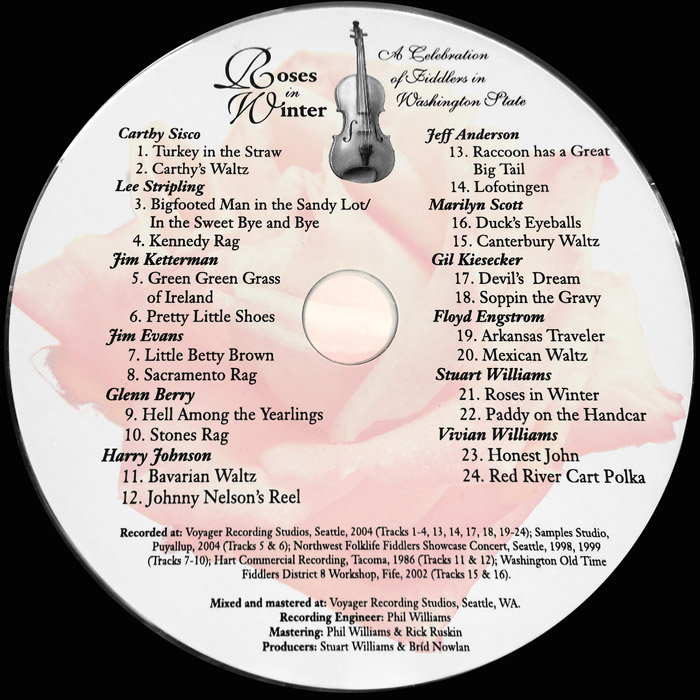 Roses
in
Winter
A Celebration
of Fiddlers in
Washington State
Carthy Sisco
1. Turkey in the Straw
2. Carthy's Waltz
Lee Stripling
3. Bigfooted Man in the Sandy Lot/
In the Sweet Bye and Bye
4. Kennedy Rag
Jim Ketterman
5. Green Green Grass
of Ireland
6. Pretty Little Shoes
Jim Evans
7. Little Betty Brown
8. Sacramento Rag
Glenn Berry
9. Hell Among the Yearlings
10. Stones Rag
Harry Johnson
11. Bavarian Waltz
12. Johnny Nelson's Reel
Jeff Anderson
13. Raccoon has a Great
Big Tail
14. Lofotingen
Marilyn Scott
16. Duck's Eyeballs
15. Canterbury Waltz
Gil Kiesecker
17. Devil's Dream
18. Soppin the Gravy
Floyd Engstrom
19. Arkansas Traveler
20. Mexican Waltz
Stuart Williams
21. Roses in Winter
22. Paddy on the Handcar
Vivian Williams
23. Honest John
24. Red River Cart Polka
Recorded at: Voyager Recording Studios, Seattle, 2004 (Tracks 1-4, 13, 14, 17, 18, 19-24); Samples Studio,
Puyallup, 2004 (Tracks 5 & 6); Northwest Folklife Fiddlers Showcase Concert, Seattle, 1998, 1999
(Tracks 7-10); Hart Commercial Recording, Tacoma, 1986 (Tracks 11 & 12); Washington Old Time
Fiddlers District 8 Workshop, Fife, 2002 (Tracks 15 & 16).
Mixed and mastered at: Voyager Recording Studios, Seattle, WA.
Recording Engineer: Phil Williams
Mastering: Phil Williams & Rick Ruskin
Producers: Stuart Williams & Bríd Nowlan